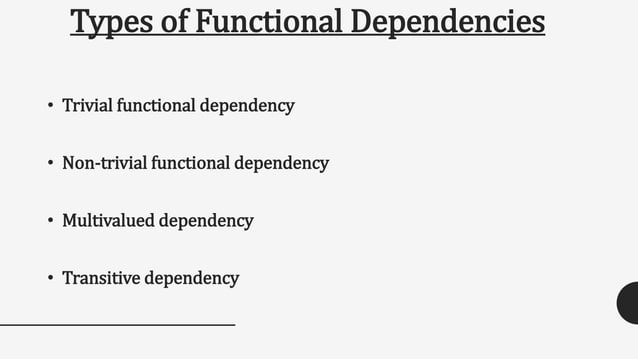 Types of Functional Dependencies
• Trivial functional dependency
• Non-trivial functional dependency
• Multivalued dependency
• Transitive dependency